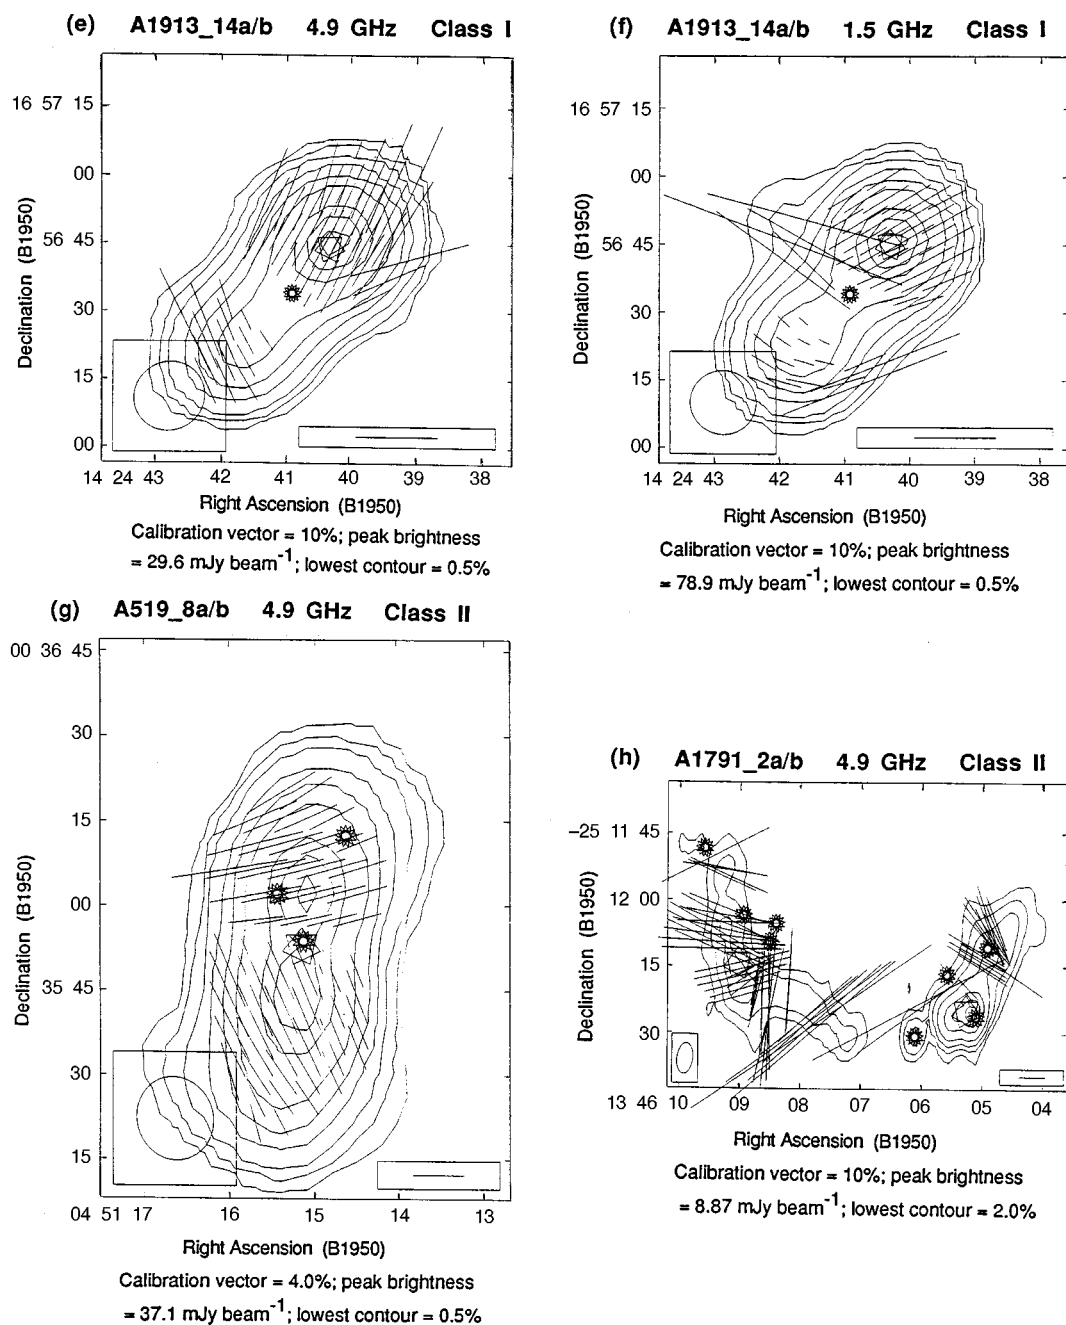 (e) A1913_14a/b 4.9 GHz Class I
16 57 15
00
56 45
30
15
00
Declination (B1950)
14 24 43 42 41 40 39 38
Right Ascension (B1950)
Calibration vector = 10%; peak brightness
= 29.6 mJy beam⁻¹; lowest contour = 0.5%
(f) A1913_14a/b 1.5 GHz Class I
16 57 15
00
56 45
30
15
00
Declination (B1950)
14 24 43 42 41 40 39 38
Right Ascension (B1950)
Calibration vector = 10%; peak brightness
= 78.9 mJy beam⁻¹; lowest contour = 0.5%
(g) A519_8a/b 4.9 GHz Class II
00 36 45
30
15
00
35 45
30
15
Declination (B1950)
04 51 17 16 15 14 13
Right Ascension (B1950)
Calibration vector = 4.0%; peak brightness
= 37.1 mJy beam⁻¹; lowest contour = 0.5%
(h) A1791_2a/b 4.9 GHz Class II
–25 11 45
12 00
15
30
Declination (B1950)
13 46 10 09 08 07 06 05 04
Right Ascension (B1950)
Calibration vector = 10%; peak brightness
= 8.87 mJy beam⁻¹; lowest contour = 2.0%